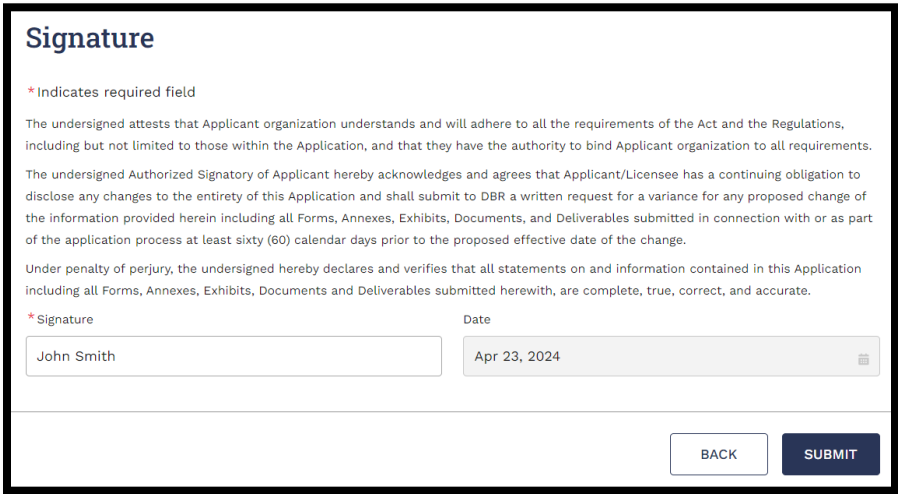 Signature
*Indicates required field
The undersigned attests that Applicant organization understands and will adhere to all the requirements of the Act and the Regulations,
including but not limited to those within the Application, and that they have the authority to bind Applicant organization to all requirements.
The undersigned Authorized Signatory of Applicant hereby acknowledges and agrees that Applicant/Licensee has a continuing obligation to
disclose any changes to the entirety of this Application and shall submit to DBR a written request for a variance for any proposed change of
the information provided herein including all Forms, Annexes, Exhibits, Documents, and Deliverables submitted in connection with or as part
of the application process at least sixty (60) calendar days prior to the proposed effective date of the change.
Under penalty of perjury, the undersigned hereby declares and verifies that all statements on and information contained in this Application
including all Forms, Annexes, Exhibits, Documents and Deliverables submitted herewith, are complete, true, correct, and accurate.
*Signature Date
John Smith Apr 23, 2024
BACK SUBMIT